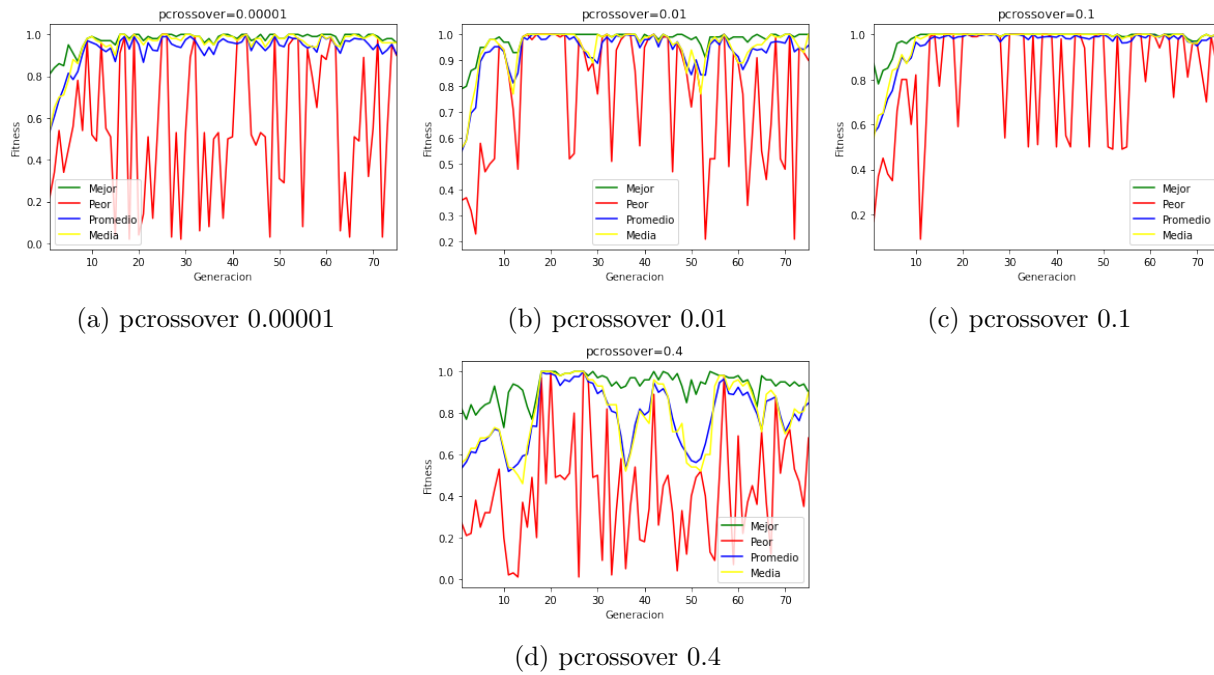 pcrossover=0.00001
1.0
0.8
0.6
0.4
0.2
0.0
Fitness
Mejor
Peor
Promedio
Media
10 20 30 40 50 60 70
Generacion
(a) pcrossover 0.00001
pcrossover=0.01
1.0
0.9
0.8
0.7
0.6
0.5
0.4
0.3
0.2
Fitness
Mejor
Peor
Promedio
Media
10 20 30 40 50 60 70
Generacion
(b) pcrossover 0.01
pcrossover=0.1
1.0
0.8
0.6
0.4
0.2
Fitness
Mejor
Peor
Promedio
Media
10 20 30 40 50 60 70
Generacion
(c) pcrossover 0.1
pcrossover=0.4
1.0
0.8
0.6
0.4
0.2
0.0
Fitness
Mejor
Peor
Promedio
Media
10 20 30 40 50 60 70
Generacion
(d) pcrossover 0.4